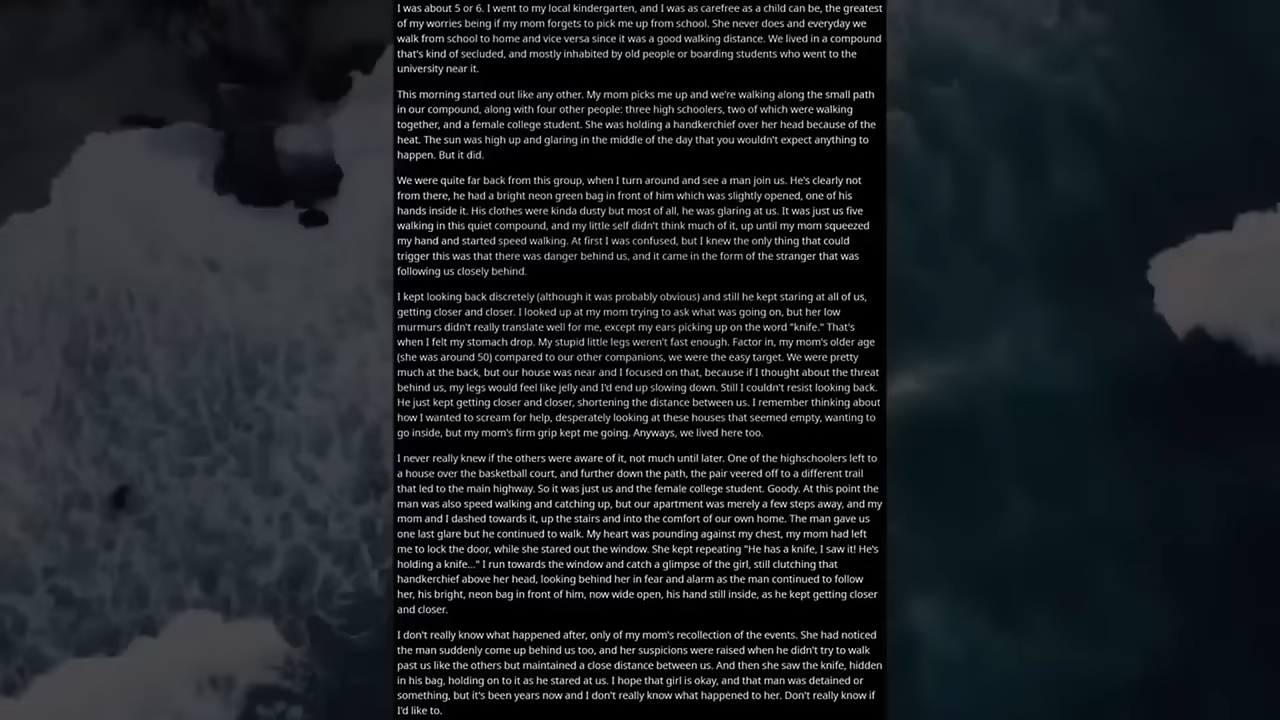 I was about 5 or 6. I went to my local kindergarten, and I was as carefree as a child can be, the greatest
of my worries being if my mom forgets to pick me up from school. She never does and everyday we
walk from school to home and vice versa since it was a good walking distance. We lived in a compound
that's kind of secluded, and mostly inhabited by old people or boarding students who went to the
university near it.
This morning started out like any other. My mom picks me up and we're walking along the small path
in our compound, along with four other people: three high schoolers, two of which were walking
together, and a female college student. She was holding a handkerchief over her head because of the
heat. The sun was high up and glaring in the middle of the day that you wouldn't expect anything to
happen. But it did.
We were quite far back from this group, when I turn around and see a man join us. He's clearly not
from there, he had a bright neon green bag in front of him which was slightly opened, one of his
hands inside it. His clothes were kinda dusty but most of all, he was glaring at us. It was just us five
walking in this quiet compound, and my little self didn't think much of it, up until my mom squeezed
my hand and started speed walking. At first I was confused, but I knew the only thing that could
trigger this was that there was danger behind us, and it came in the form of the stranger that was
following us closely behind.
I kept looking back discretely (although it was probably obvious) and still he kept staring at all of us,
getting closer and closer. I looked up at my mom trying to ask what was going on, but her low
murmurs didn't really translate well for me, except my ears picking up on the word "knife." That's
when I felt my stomach drop. My stupid little legs weren't fast enough. Factor in, my mom's older age
(she was around 50) compared to our other companions, we were the easy target. We were pretty
much at the back, but our house was near and I focused on that, because if I thought about the threat
behind us, my legs would feel like jelly and I'd end up slowing down. Still I couldn't resist looking back.
He just kept getting closer and closer, shortening the distance between us. I remember thinking about
how I wanted to scream for help, desperately looking at these houses that seemed empty, wanting to
go inside, but my mom's firm grip kept me going. Anyways, we lived here too.
I never really knew if the others were aware of it, not much until later. One of the highschoolers left to
a house over the basketball court, and further down the path, the pair veered off to a different trail
that led to the main highway. So it was just us and the female college student. Goody. At this point the
man was also speed walking and catching up, but our apartment was merely a few steps away, and my
mom and I dashed towards it, up the stairs and into the comfort of our own home. The man gave us
one last glare but he continued to walk. My heart was pounding against my chest, my mom had left
me to lock the door, while she stared out the window. She kept repeating "He has a knife, I saw it! He's
holding a knife..." I run towards the window and catch a glimpse of the girl, still clutching that
handkerchief above her head, looking behind her in fear and alarm as the man continued to follow
her, his bright, neon bag in front of him, now wide open, his hand still inside, as he kept getting closer
and closer.
I don't really know what happened after, only of my mom's recollection of the events. She had noticed
the man suddenly come up behind us too, and her suspicions were raised when he didn't try to walk
past us like the others but maintained a close distance between us. And then she saw the knife, hidden
in his bag, holding on to it as he stared at us. I hope that girl is okay, and that man was detained or
something, but it's been years now and I don't really know what happened to her. Don't really know if
I'd like to.